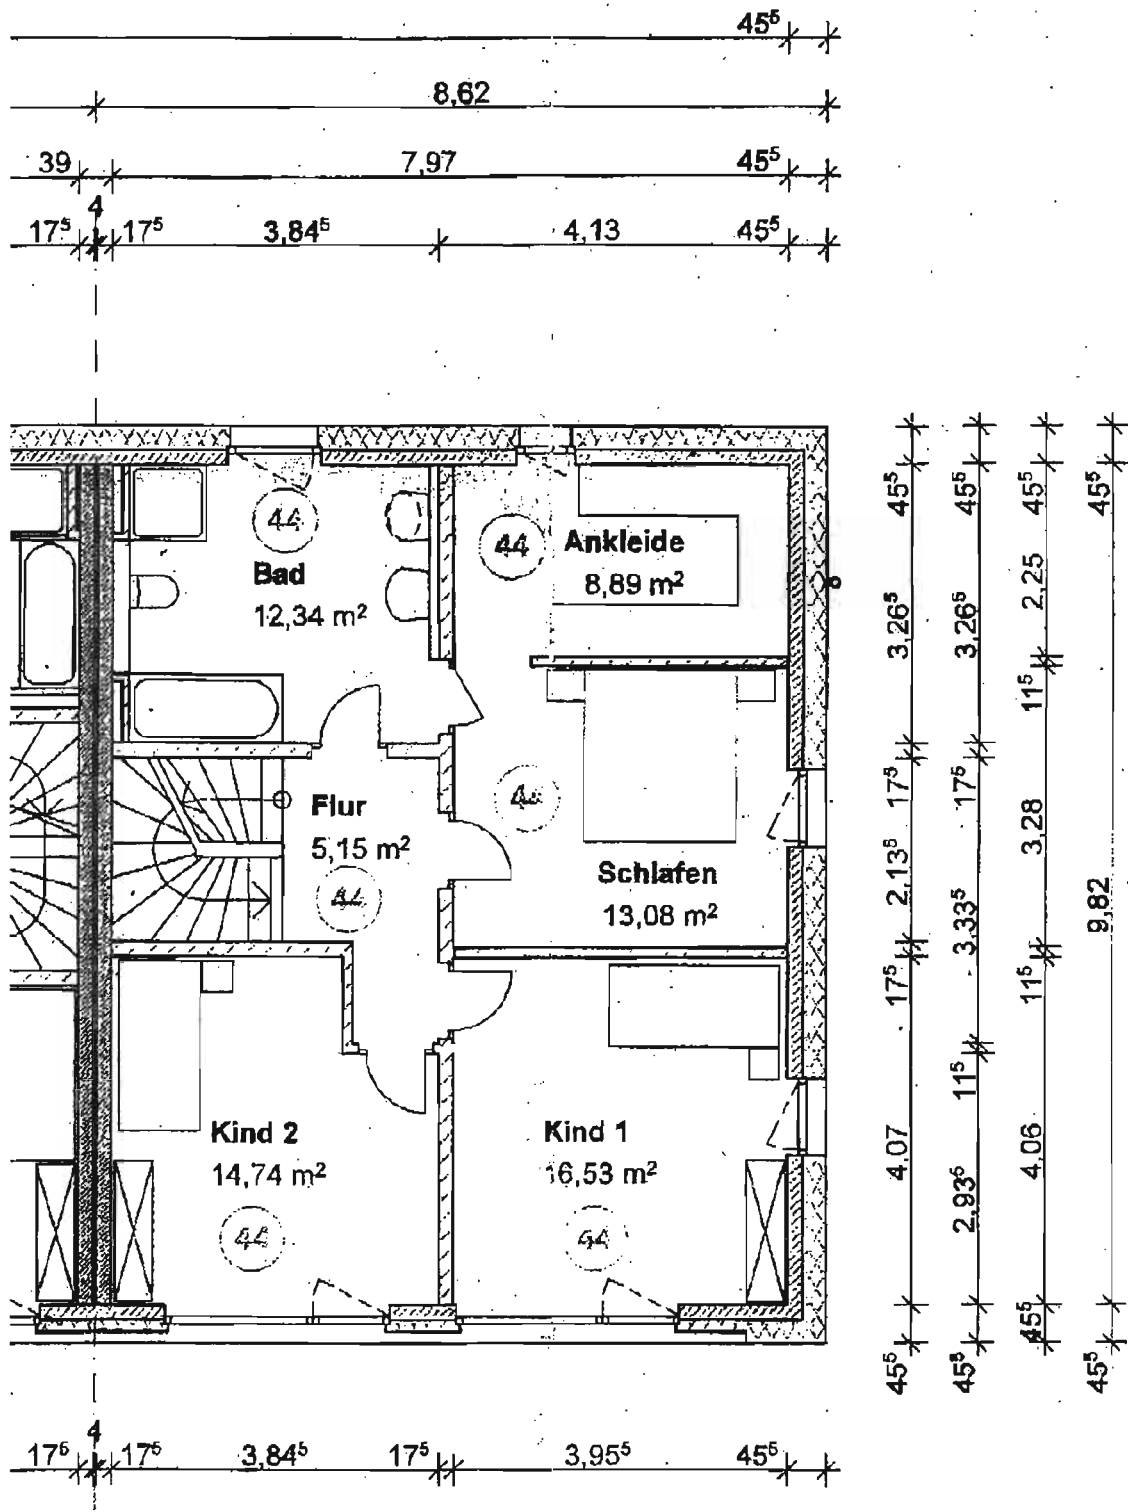 45⁵
8,62
39 7,97 45⁵
4
17⁵ 17⁵ 3,84⁵ 4,13 45⁵
44
Bad
12,34 m²
44
Ankleide
8,89 m²
Flur
5,15 m²
44
Schlafen
13,08 m²
Kind 2
14,74 m²
44
Kind 1
16,53 m²
44
45⁵ 3,26⁵ 17⁵ 2,13⁵ 17⁵ 4,07 45⁵
45⁵ 3,26⁵ 17⁵ 3,33⁵ 11⁵ 2,93⁵ 45⁵
45⁵ 2,25 11⁵ 3,28 11⁵ 4,06 45⁵
45⁵ 9,82 45⁵
4
17⁵ 17⁵ 3,84⁵ 17⁵ 3,95⁵ 45⁵